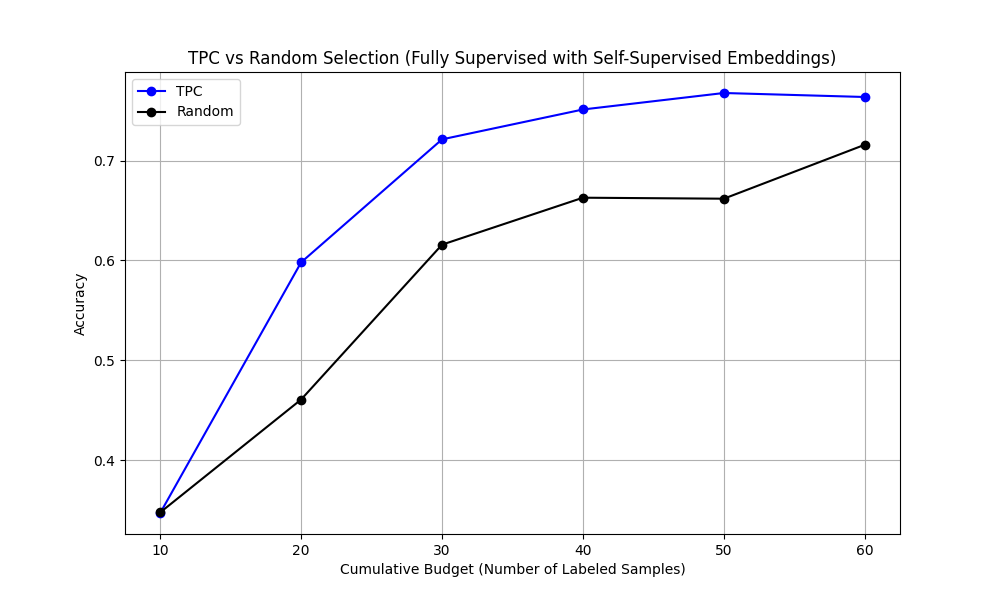 TPC vs Random Selection (Fully Supervised with Self-Supervised Embeddings)
TPC
Random
0.7
0.6
0.5
0.4
Accuracy
10 20 30 40 50 60
Cumulative Budget (Number of Labeled Samples)